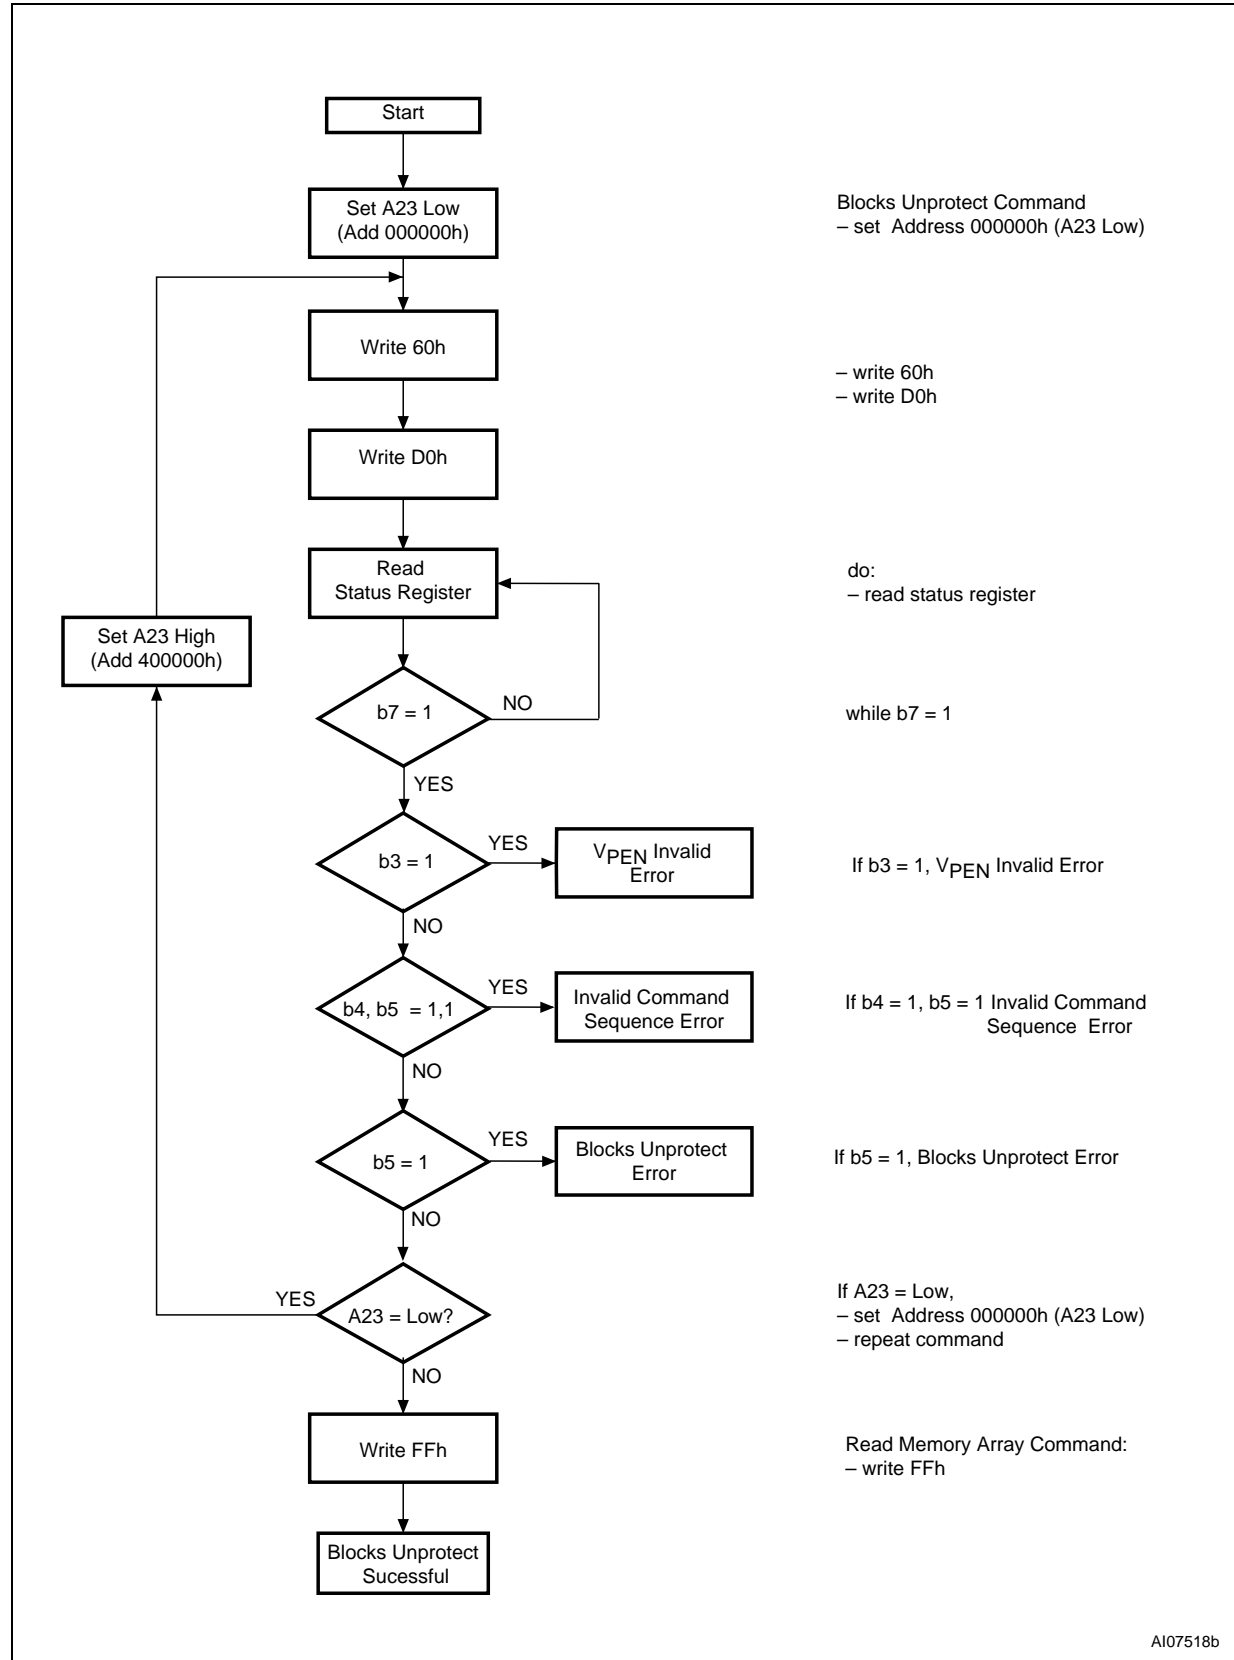 Start
Set A23 Low
(Add 000000h)
Blocks Unprotect Command
– set Address 000000h (A23 Low)
Write 60h
– write 60h
– write D0h
Write D0h
Read
Status Register
do:
– read status register
Set A23 High
(Add 400000h)
b7 = 1
NO
while b7 = 1
YES
b3 = 1
YES
VPEN Invalid
Error
If b3 = 1, VPEN Invalid Error
NO
b4, b5 = 1,1
YES
Invalid Command
Sequence Error
If b4 = 1, b5 = 1 Invalid Command
Sequence Error
NO
b5 = 1
YES
Blocks Unprotect
Error
If b5 = 1, Blocks Unprotect Error
NO
YES
A23 = Low?
If A23 = Low,
– set Address 000000h (A23 Low)
– repeat command
NO
Write FFh
Read Memory Array Command:
– write FFh
Blocks Unprotect
Sucessful
AI07518b